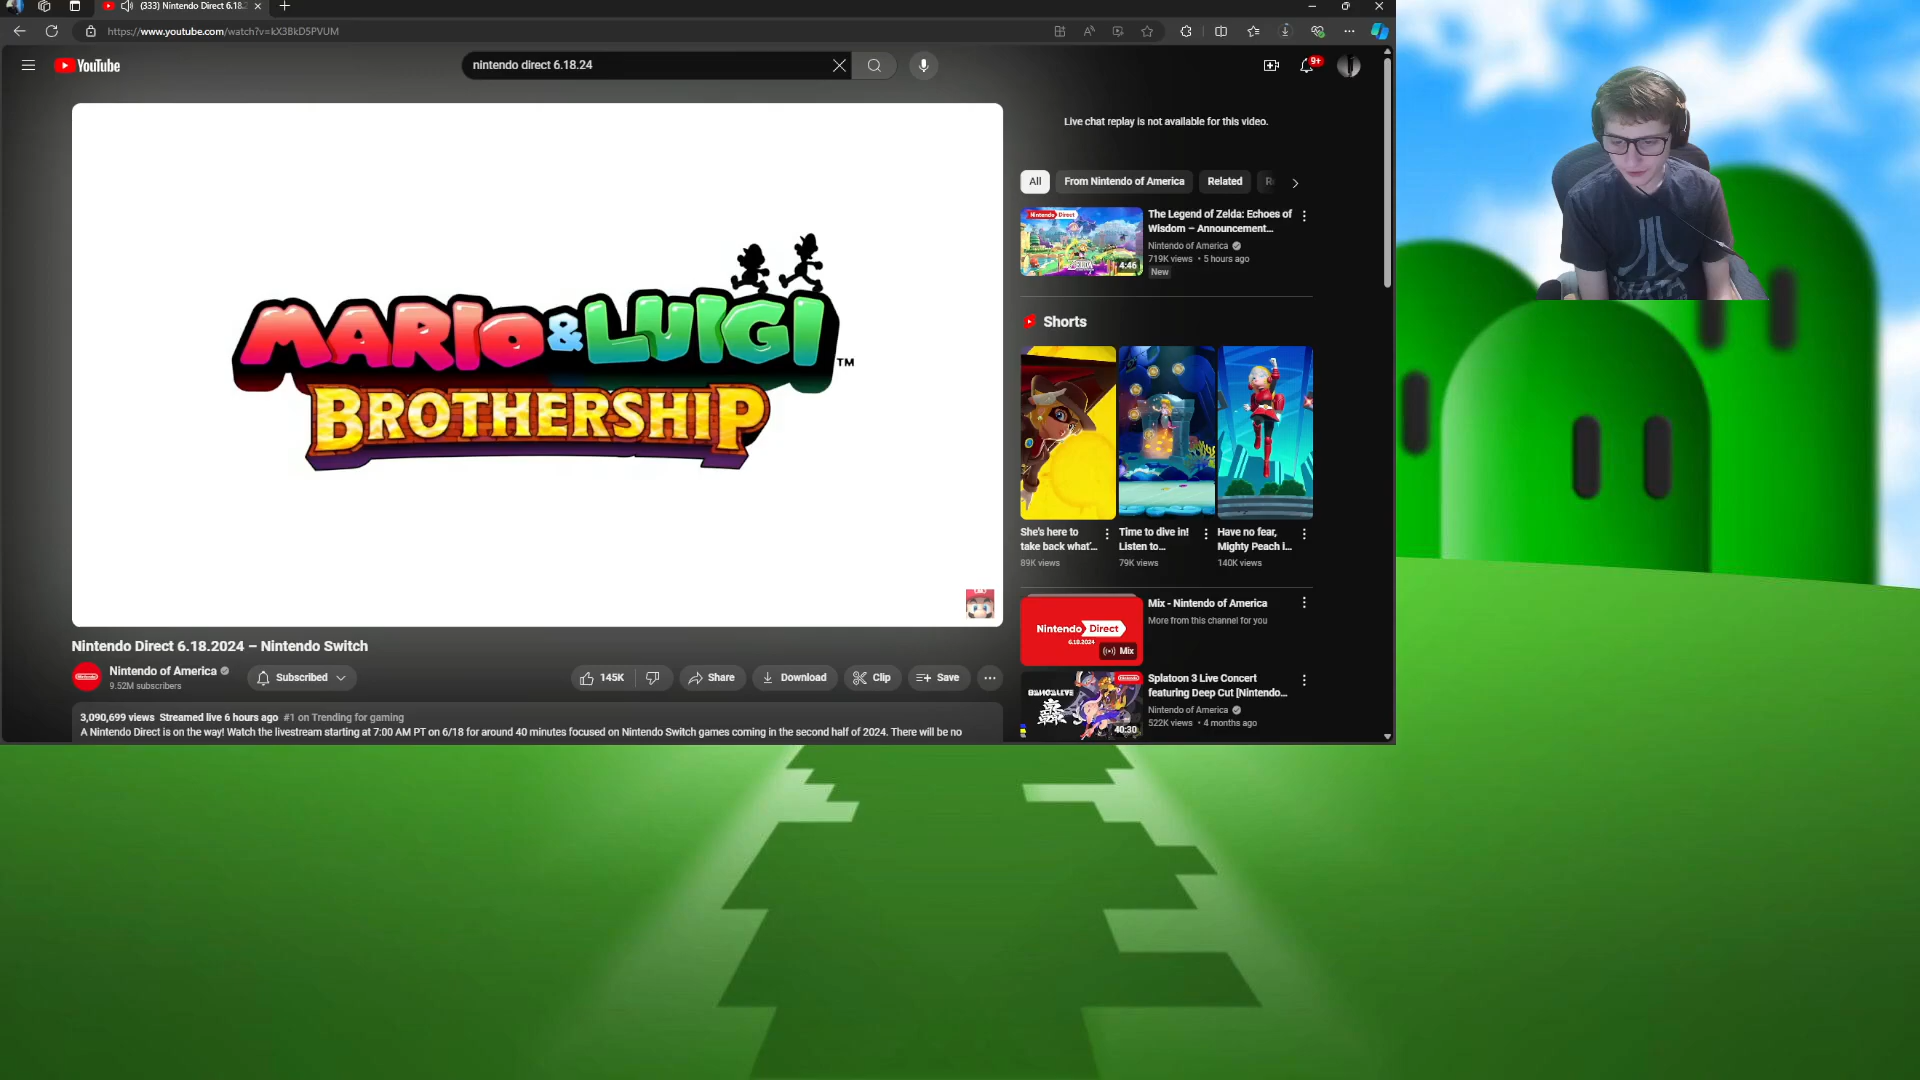 (333) Nintendo Direct 6.18.2
https://www.youtube.com/watch?v=kX3BkD5PVUM
YouTube
nintendo direct 6.18.24
9+
Live chat replay is not available for this video.
All
From Nintendo of America
Related
MARIO & LUIGI
TM
BROTHERSHIP
Nintendo Direct
ZELDA
4:46
The Legend of Zelda: Echoes of
Wisdom – Announcement...
Nintendo of America
719K views • 5 hours ago
New
Shorts
She's here to
take back what'...
89K views
Time to dive in!
Listen to...
79K views
Have no fear,
Mighty Peach i...
140K views
Nintendo Direct
6.18.2024
Mix
Mix - Nintendo of America
More from this channel for you
40:30
Splatoon 3 Live Concert
featuring Deep Cut [Nintendo...
Nintendo of America
522K views • 4 months ago
Nintendo Direct 6.18.2024 – Nintendo Switch
Nintendo of America
9.52M subscribers
Subscribed
145K
Share
Download
Clip
Save
3,090,699 views Streamed live 6 hours ago #1 on Trending for gaming
A Nintendo Direct is on the way! Watch the livestream starting at 7:00 AM PT on 6/18 for around 40 minutes focused on Nintendo Switch games coming in the second half of 2024. There will be no
ATARI